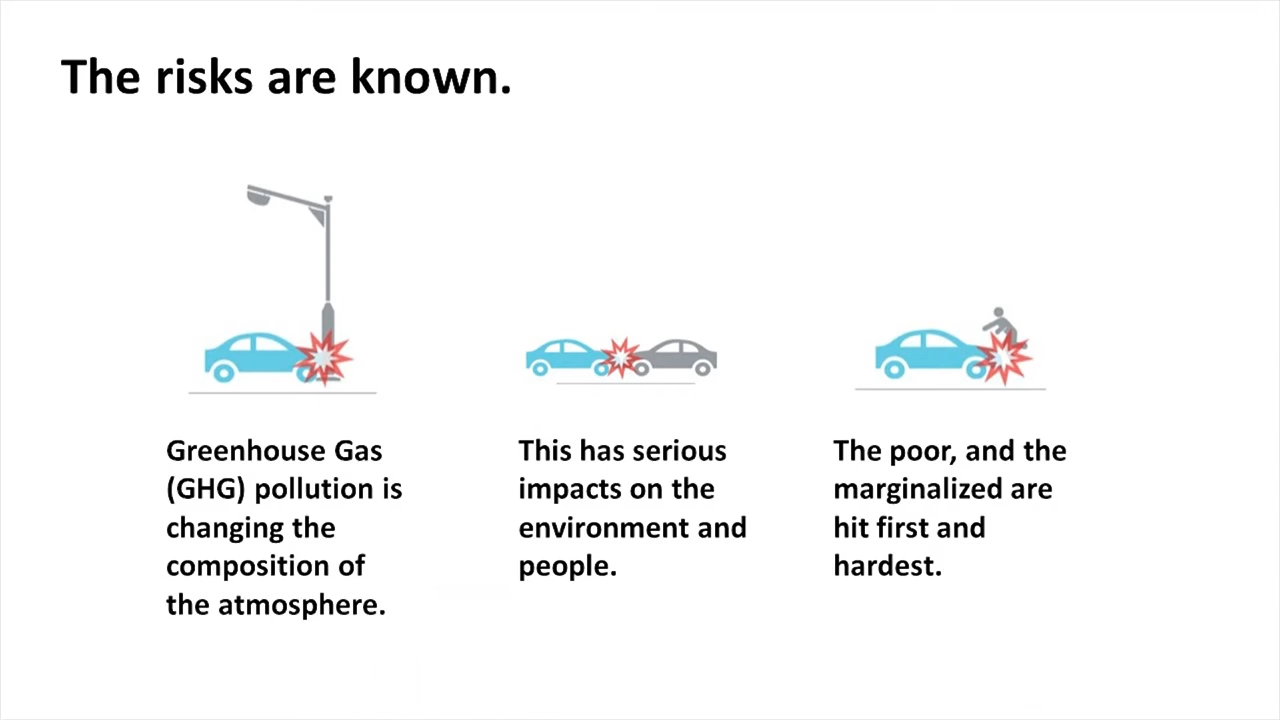 The risks are known.
Greenhouse Gas
(GHG) pollution is
changing the
composition of
the atmosphere.
This has serious
impacts on the
environment and
people.
The poor, and the
marginalized are
hit first and
hardest.